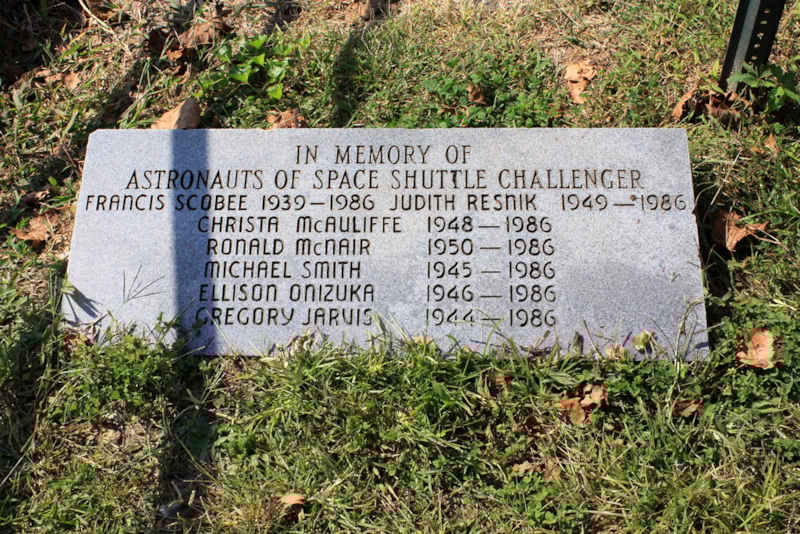 IN MEMORY OF
ASTRONAUTS OF SPACE SHUTTLE CHALLENGER
FRANCIS SCOBEE 1939—1986 JUDITH RESNIK 1949—1986
CHRISTA McAULIFFE 1948—1986
RONALD McNAIR 1950—1986
MICHAEL SMITH 1945—1986
ELLISON ONIZUKA 1946—1986
GREGORY JARVIS 1944—1986